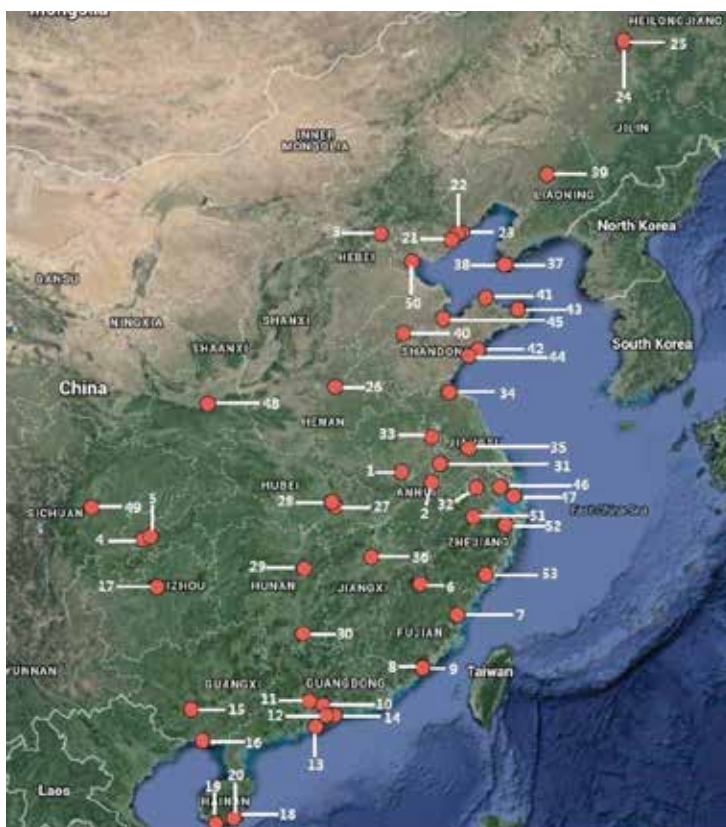 Mongolia
HEILONGJIANG
25
24
JILIN
INNER
MONGOLIA
39
LIAONING
22
3
21
23
North Korea
HEBEI
38
37
50
GANSU
41
NINGXIA
SHANXI
43
45
40
SHAANXI
SHANDON
42
44
South Korea
China
26
34
48
HENAN
33
JIANGSU
35
1
31
HUBEI
ANHUI
46
SICHUAN
49
5
28
27
2
32
47
East China Sea
51
52
4
ZHEJIANG
36
29
17
IZHOU
HUNAN
JIANGXI
6
53
7
30
FUJIAN
YUNNAN
8
9
Taiwan
GUANGXI
GUANGDONG
11
10
15
12
14
16
13
Laos
19
20
HAINAN
18